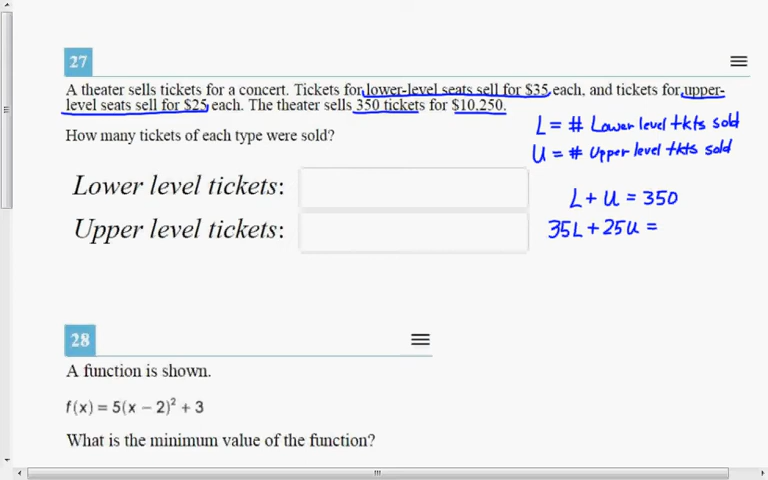 27
A theater sells tickets for a concert. Tickets for lower-level seats sell for $35 each, and tickets for upper-
level seats sell for $25 each. The theater sells 350 tickets for $10,250.
How many tickets of each type were sold?
L = # Lower level tkts sold
U = # Upper level tkts sold
Lower level tickets:
L + U = 350
Upper level tickets:
35L + 25U =
28
A function is shown.
f(x) = 5(x − 2)² + 3
What is the minimum value of the function?